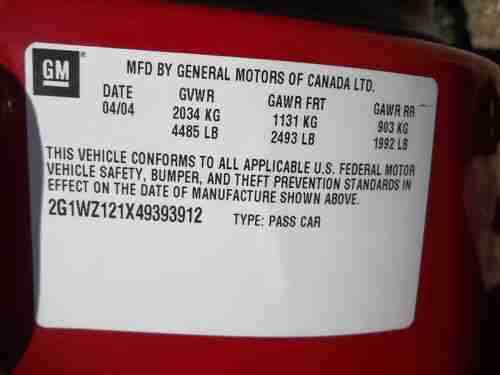 GM
MFD BY GENERAL MOTORS OF CANADA LTD.
DATE GVWR GAWR FRT GAWR RR
04/04 2034 KG 1131 KG 903 KG
4485 LB 2493 LB 1992 LB
THIS VEHICLE CONFORMS TO ALL APPLICABLE U.S. FEDERAL MOTOR
VEHICLE SAFETY, BUMPER, AND THEFT PREVENTION STANDARDS IN
EFFECT ON THE DATE OF MANUFACTURE SHOWN ABOVE.
2G1WZ121X49393912 TYPE: PASS CAR